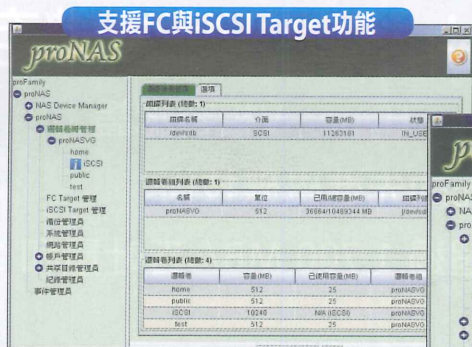 支援FC與iSCSI Target功能
proNAS
proFamily
proNAS
NAS Device Manager
proNAS
邏輯卷冊管理
proNASVG
home
iSCSI
public
test
FC Target 管理
iSCSI Target 管理
備份管理員
系統管理員
網路管理員
帳戶管理員
共享目錄管理員
紀錄管理員
事件管理員
選項
磁碟列表 (總數: 1)
磁碟名稱 介面 容量(MB) 狀態
/dev/sdb SCSI 11263181 IN_USE
邏輯卷組列表 (總數: 1)
名稱 單位 已用/總容量(MB)
proNASVG 512 MB
邏輯卷列表 (總數: 4)
邏輯卷 容量(MB) 已使用容量(MB) 邏輯卷組
home 512 25 proNASVG
public 512 25 proNASVG
iSCSI 10240 N/A (iSCSI) proNASVG
test 512 25 proNASVG
proFamily